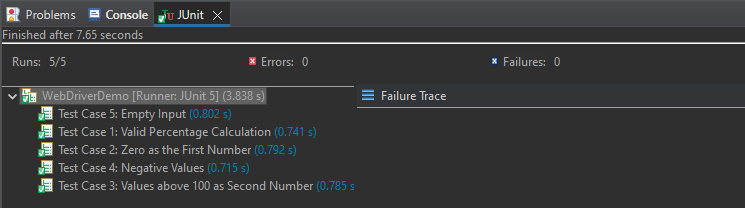 Problems Console JUnit
Finished after 7.65 seconds
Runs: 5/5 Errors: 0 Failures: 0
WebDriverDemo [Runner: JUnit 5] (3.838 s) Failure Trace
Test Case 5: Empty Input (0.802 s)
Test Case 1: Valid Percentage Calculation (0.741 s)
Test Case 2: Zero as the First Number (0.792 s)
Test Case 4: Negative Values (0.715 s)
Test Case 3: Values above 100 as Second Number (0.785 s